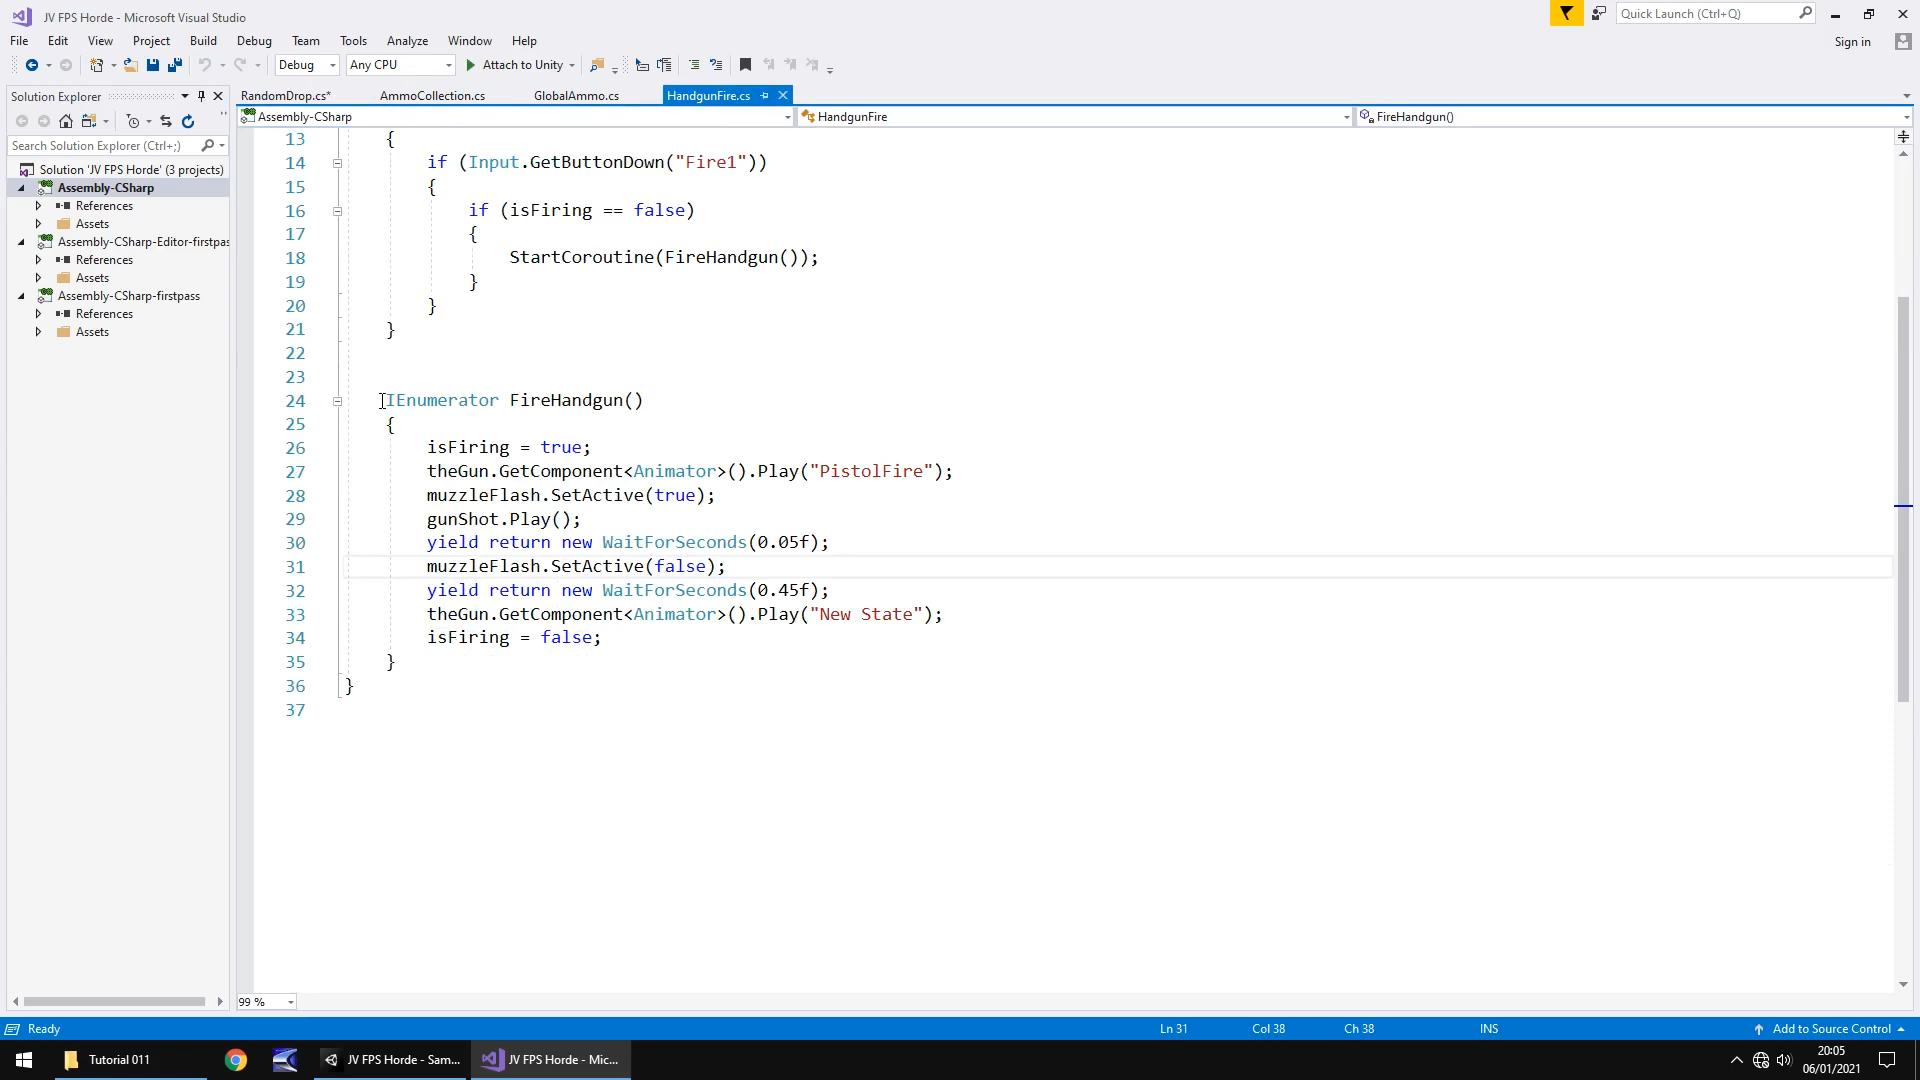 JV FPS Horde - Microsoft Visual Studio
Quick Launch (Ctrl+Q)
File Edit View Project Build Debug Team Tools Analyze Window Help
Sign in
Debug Any CPU Attach to Unity
Solution Explorer
RandomDrop.cs* AmmoCollection.cs GlobalAmmo.cs HandgunFire.cs
Assembly-CSharp HandgunFire FireHandgun()
Search Solution Explorer (Ctrl+;)
Solution 'JV FPS Horde' (3 projects)
Assembly-CSharp
References
Assets
Assembly-CSharp-Editor-firstpas
References
Assets
Assembly-CSharp-firstpass
References
Assets
13 {
14 if (Input.GetButtonDown("Fire1"))
15 {
16 if (isFiring == false)
17 {
18 StartCoroutine(FireHandgun());
19 }
20 }
21 }
22
23
24 IEnumerator FireHandgun()
25 {
26 isFiring = true;
27 theGun.GetComponent<Animator>().Play("PistolFire");
28 muzzleFlash.SetActive(true);
29 gunShot.Play();
30 yield return new WaitForSeconds(0.05f);
31 muzzleFlash.SetActive(false);
32 yield return new WaitForSeconds(0.45f);
33 theGun.GetComponent<Animator>().Play("New State");
34 isFiring = false;
35 }
36 }
37
99 %
Ready Ln 31 Col 38 Ch 38 INS Add to Source Control
Tutorial 011 JV FPS Horde - Sam... JV FPS Horde - Mic...
20:05
06/01/2021